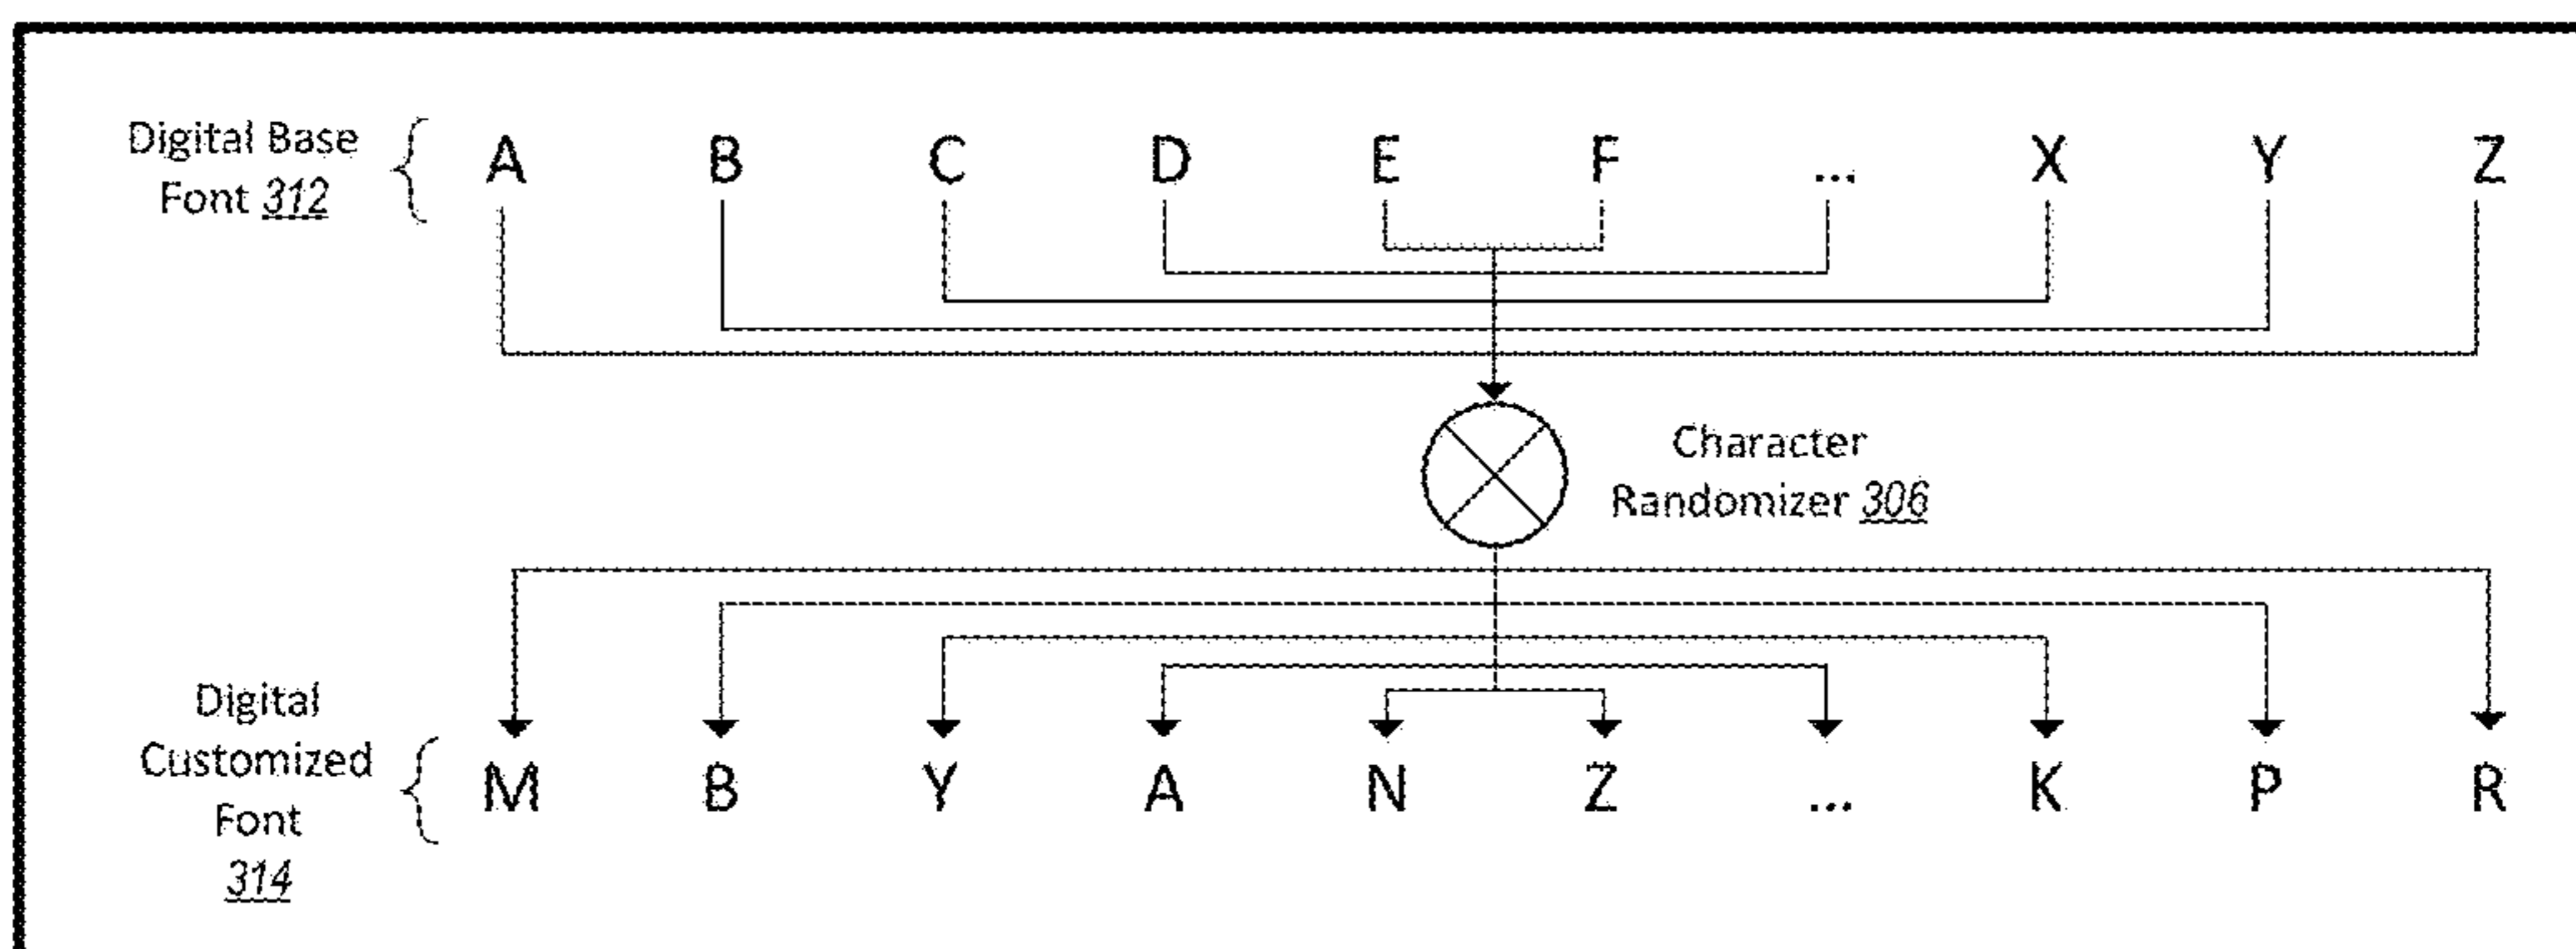 Digital Base
Font 312
A B C D E F ... X Y Z
Character
Randomizer 306
Digital
Customized
Font
314
M B Y A N Z ... K P R